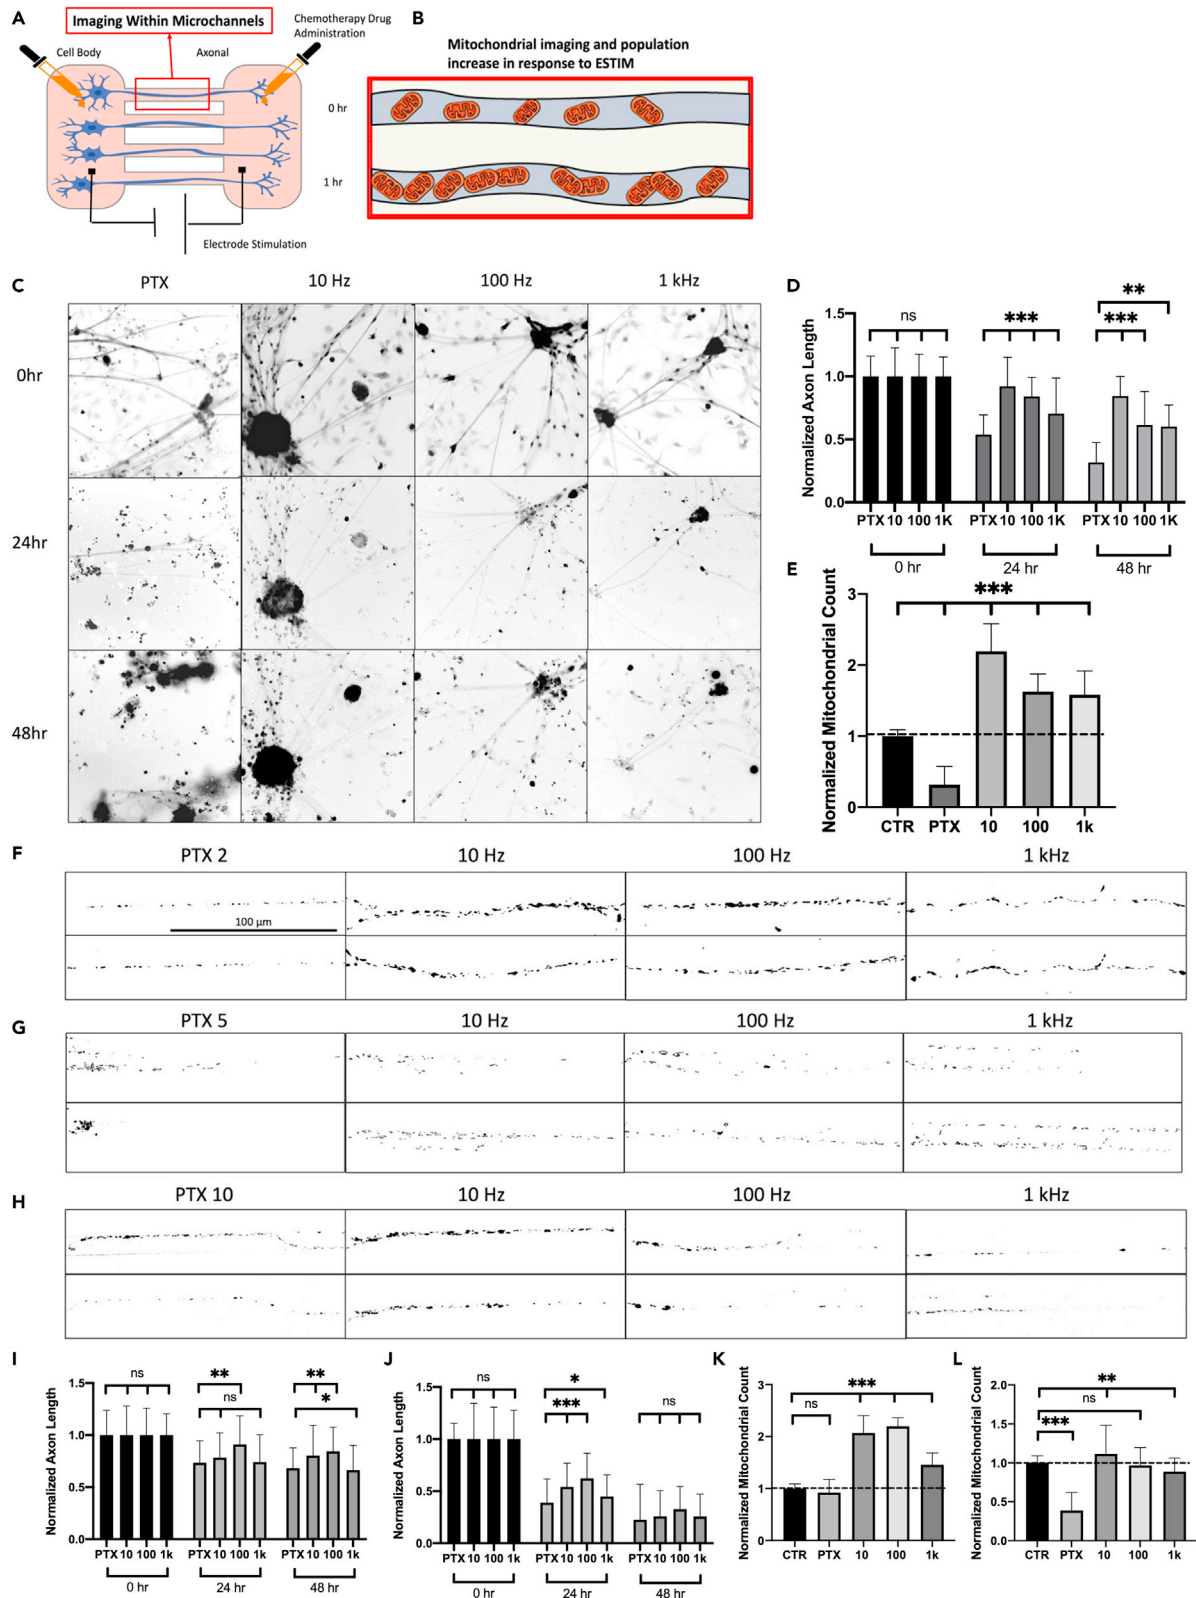 A
Imaging Within Microchannels
Chemotherapy Drug
Administration
Cell Body
Axonal
Electrode Stimulation
B
Mitochondrial imaging and population
increase in response to ESTIM
0 hr
1 hr
C
PTX 10 Hz 100 Hz 1 kHz
0hr
24hr
48hr
D
Normalized Axon Length
1.5
1.0
0.5
0.0
ns
***
**
***
PTX 10 100 1K PTX 10 100 1K PTX 10 100 1K
0 hr 24 hr 48 hr
E
Normalized Mitochondrial Count
3
2
1
0
***
CTR PTX 10 100 1k
F
PTX 2 10 Hz 100 Hz 1 kHz
100 µm
G
PTX 5 10 Hz 100 Hz 1 kHz
H
PTX 10 10 Hz 100 Hz 1 kHz
I
Normalized Axon Length
1.5
1.0
0.5
0.0
ns
**
ns
**
*
PTX 10 100 1k PTX 10 100 1k PTX 10 100 1k
0 hr 24 hr 48 hr
J
Normalized Axon Length
1.5
1.0
0.5
0.0
ns
*
***
ns
PTX 10 100 1k PTX 10 100 1k PTX 10 100 1k
0 hr 24 hr 48 hr
K
Normalized Mitochondrial Count
3
2
1
0
***
ns
CTR PTX 10 100 1k
L
Normalized Mitochondrial Count
2.0
1.5
1.0
0.5
0.0
**
ns
***
CTR PTX 10 100 1k